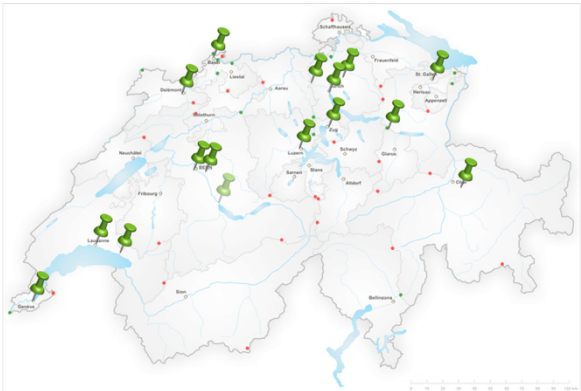 Schaffhausen
Basel
Liestal
Frauenfeld
St. Gallen
Herisau
Appenzell
Delémont
Aarau
Solothurn
Zug
Luzern
Schwyz
Glarus
Neuchâtel
BERN
Sarnen
Stans
Altdorf
Fribourg
Lausanne
Sion
Bellinzona
Genève